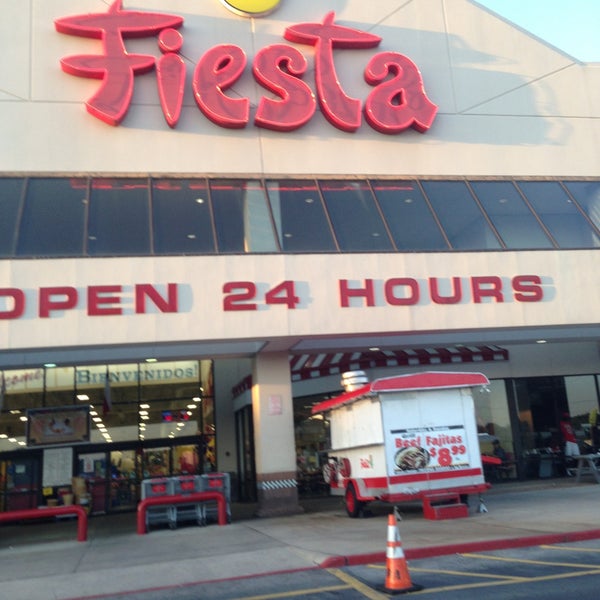 Fiesta
OPEN 24 HOURS
BIENVENIDOS!
Beef Fajitas
$8.99